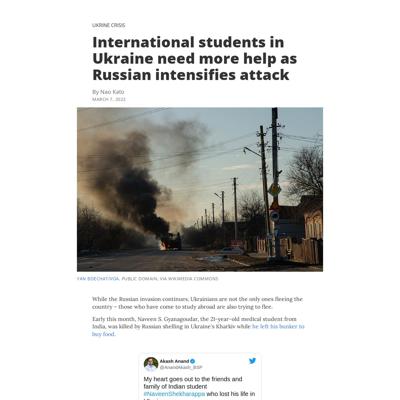 UKRINE CRISIS
International students in
Ukraine need more help as
Russian intensifies attack
By Nao Kato
MARCH 7, 2022
YAN BOECHAT/VOA, PUBLIC DOMAIN, VIA WIKIMEDIA COMMONS
While the Russian invasion continues, Ukrainians are not the only ones fleeing the
country – those who have come to study abroad are also trying to flee.
Early this month, Naveen S. Gyanagoudar, the 21-year-old medical student from
India, was killed by Russian shelling in Ukraine's Kharkiv while he left his bunker to
buy food.
Akash Anand
@AnandAkash_BSP
My heart goes out to the friends and
family of Indian student
#NaveenShekharappa who lost his life in